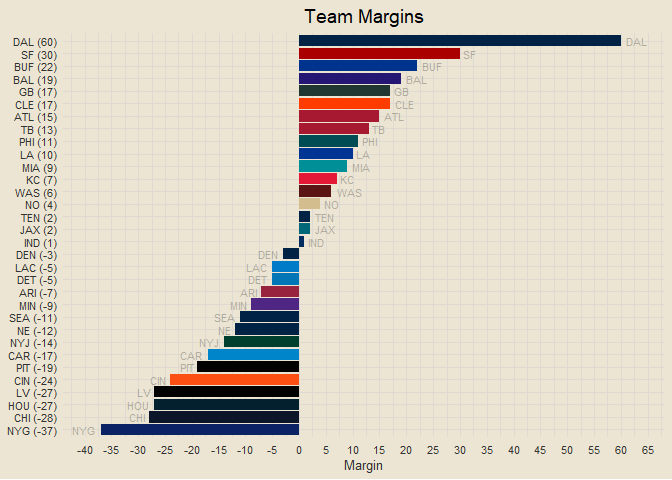 Team Margins
DAL (60) DAL
SF (30) SF
BUF (22) BUF
BAL (19) BAL
GB (17) GB
CLE (17) CLE
ATL (15) ATL
TB (13) TB
PHI (11) PHI
LA (10) LA
MIA (9) MIA
KC (7) KC
WAS (6) WAS
NO (4) NO
TEN (2) TEN
JAX (2) JAX
IND (1) IND
DEN (-3) DEN
LAC (-5) LAC
DET (-5) DET
ARI (-7) ARI
MIN (-9) MIN
SEA (-11) SEA
NE (-12) NE
NYJ (-14) NYJ
CAR (-17) CAR
PIT (-19) PIT
CIN (-24) CIN
LV (-27) LV
HOU (-27) HOU
CHI (-28) CHI
NYG (-37) NYG
-40 -35 -30 -25 -20 -15 -10 -5 0 5 10 15 20 25 30 35 40 45 50 55 60 65
Margin